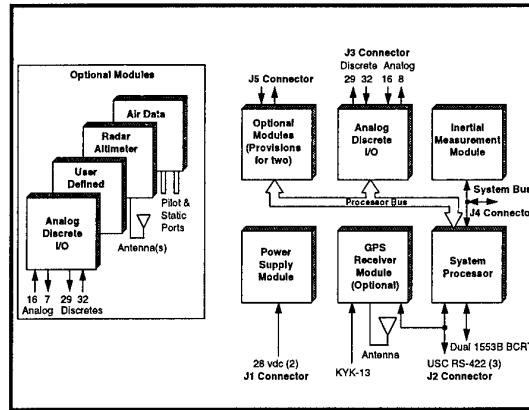 Optional Modules
Air Data
Radar
Altimeter
User
Defined
Analog
Discrete
I/O
Pilot &
Static
Ports
Antenna(s)
16 7 29 32
Analog Discretes
J5 Connector
J3 Connector
Discrete Analog
29 32 16 8
Optional
Modules
(Provisions
for two)
Analog
Discrete
I/O
Inertial
Measurement
Module
System Bus
J4 Connector
Processor Bus
Power
Supply
Module
GPS
Receiver
Module
(Optional)
System
Processor
28 vdc (2)
J1 Connector
KYK-13
Antenna
Dual 1553B BCRT
USC RS-422 (3)
J2 Connector